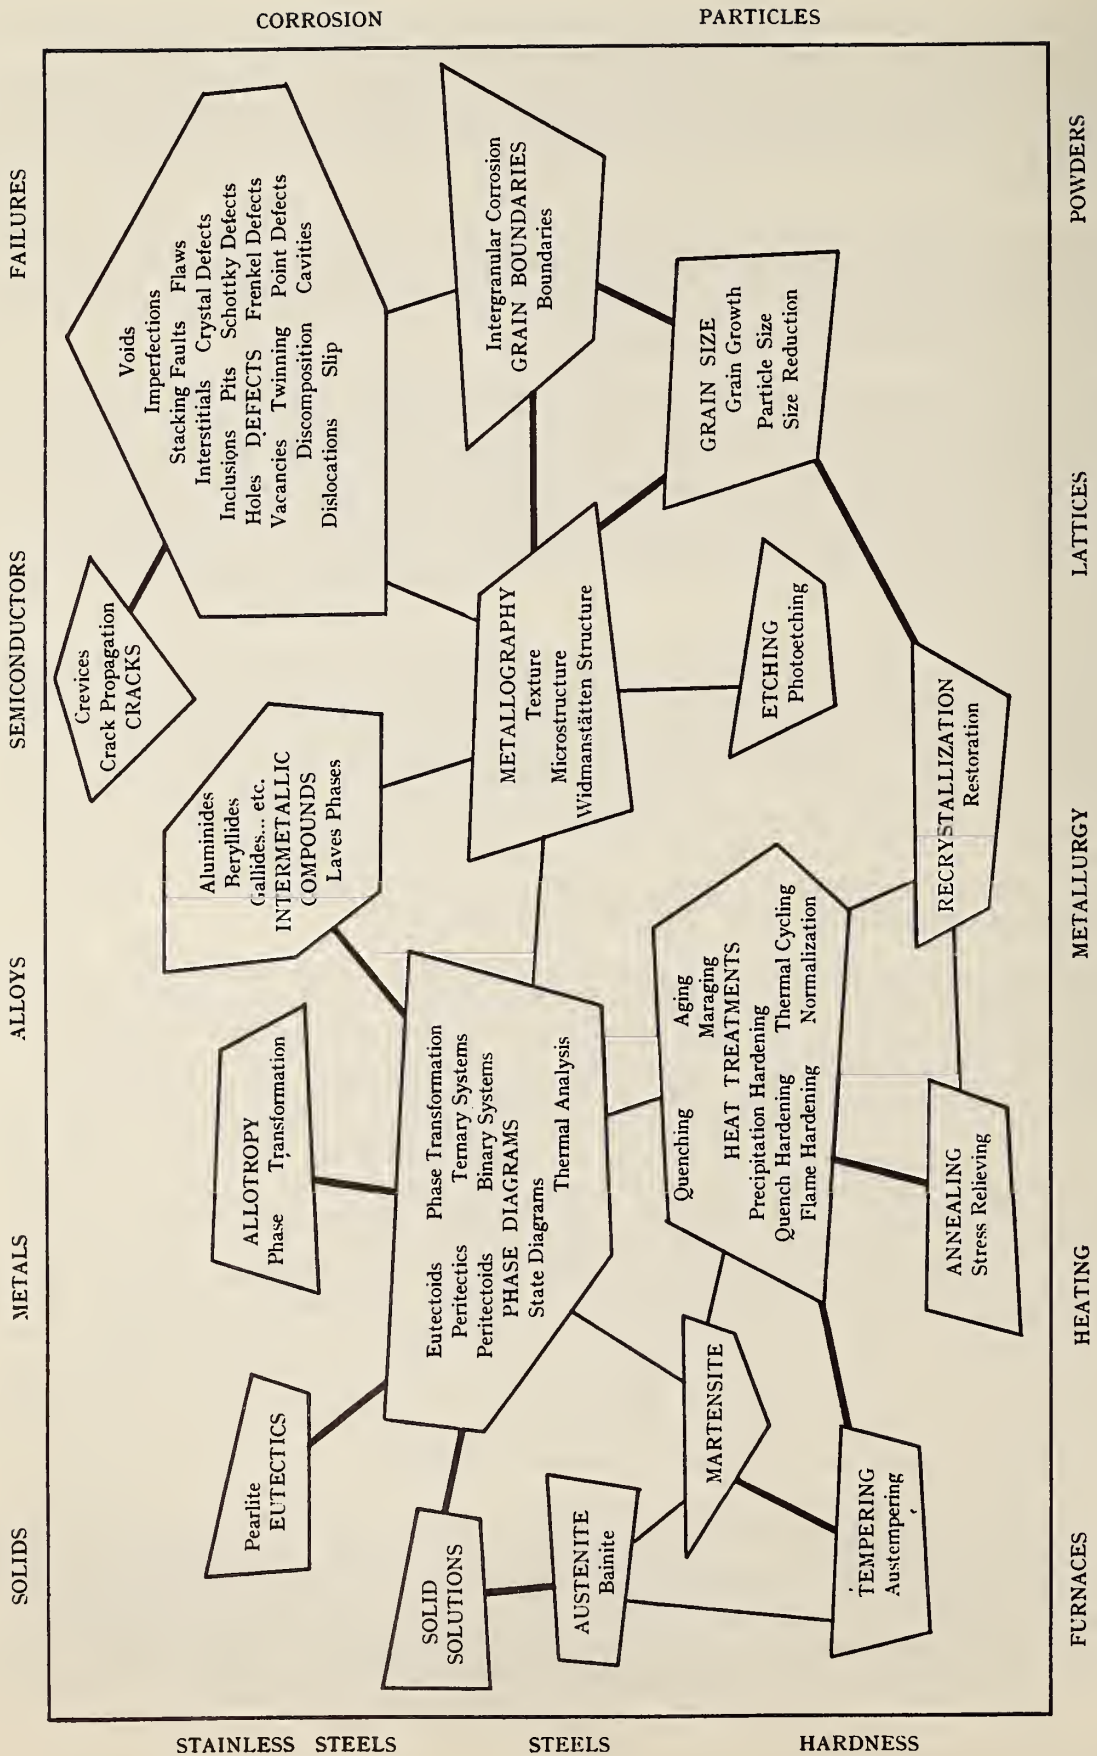 CORROSION
PARTICLES
SOLIDS
METALS
ALLOYS
SEMICONDUCTORS
FAILURES
Crevices
Crack Propagation
CRACKS
Voids
Imperfections
Stacking Faults Flaws
Interstitials Crystal Defects
Inclusions Pits Schottky Defects
Holes DEFECTS Frenkel Defects
Vacancies Twinning Point Defects
Discomposition Cavities
Dislocations Slip
Pearlite
EUTECTICS
ALLOTROPY
Phase Transformation
Aluminides
Beryllides
Gallides... etc.
INTERMETALLIC
COMPOUNDS
Laves Phases
Intergranular Corrosion
GRAIN BOUNDARIES
Boundaries
SOLID
SOLUTIONS
Eutectoids Phase Transformation
Peritectics Ternary Systems
Peritectoids Binary Systems
PHASE DIAGRAMS
State Diagrams
Thermal Analysis
METALLOGRAPHY
Texture
Microstructure
Widmanstätten Structure
GRAIN SIZE
Grain Growth
Particle Size
Size Reduction
AUSTENITE
Bainite
MARTENSITE
Quenching Aging
Maraging
HEAT TREATMENTS
Precipitation Hardening
Quench Hardening Thermal Cycling
Flame Hardening Normalization
ETCHING
Photoetching
TEMPERING
Austempering
ANNEALING
Stress Relieving
RECRYSTALLIZATION
Restoration
FURNACES
HEATING
METALLURGY
LATTICES
POWDERS
STAINLESS STEELS
STEELS
HARDNESS